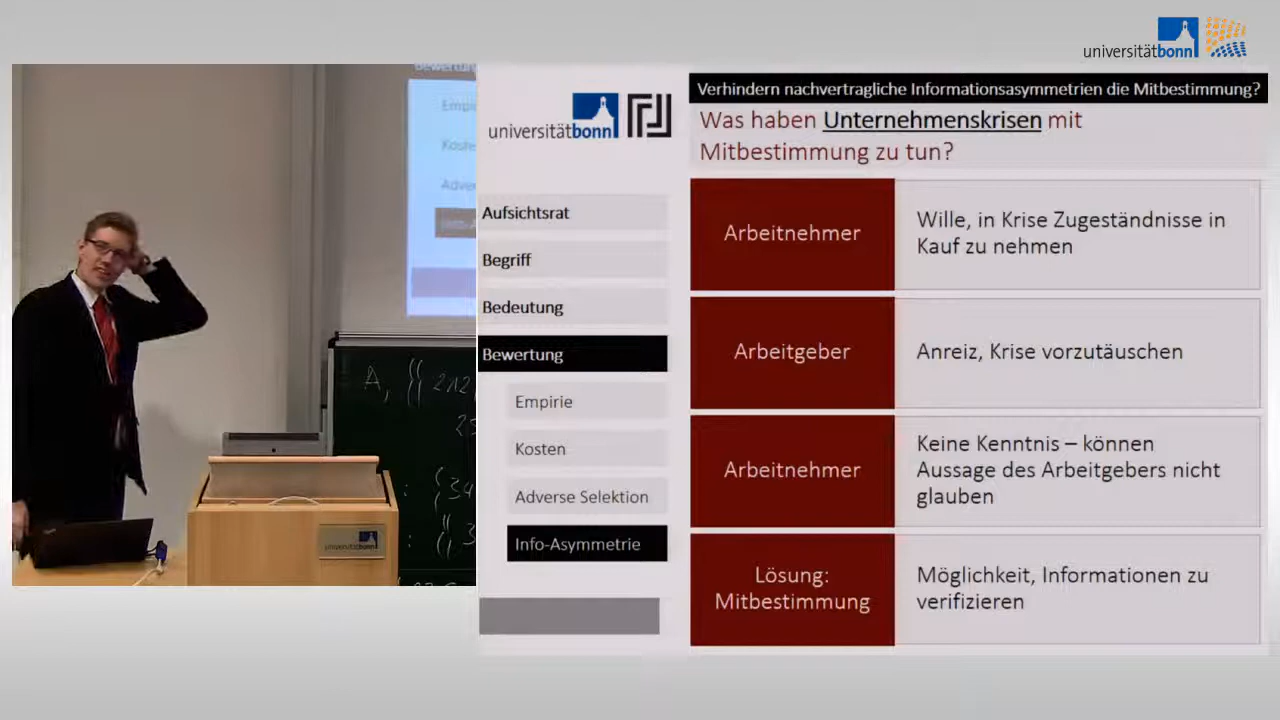 universitätbonn
Bewertung
universitätbonn
Verhindern nachvertragliche Informationsasymmetrien die Mitbestimmung?
Was haben Unternehmenskrisen mit
Mitbestimmung zu tun?
Aufsichtsrat
Begriff
Bedeutung
Bewertung
Empirie
Kosten
Adverse Selektion
Info-Asymmetrie
Arbeitnehmer
Wille, in Krise Zugeständnisse in
Kauf zu nehmen
Arbeitgeber
Anreiz, Krise vorzutäuschen
Arbeitnehmer
Keine Kenntnis – können
Aussage des Arbeitgebers nicht
glauben
Lösung:
Mitbestimmung
Möglichkeit, Informationen zu
verifizieren
universitätbonn